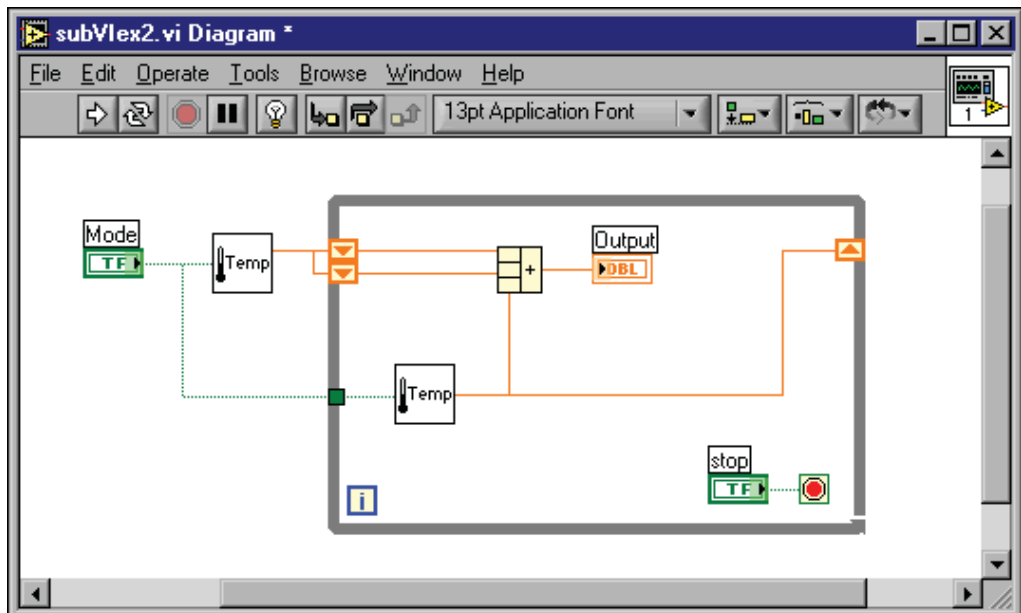 subVIex2.vi Diagram *
File Edit Operate Tools Browse Window Help
13pt Application Font
1
Mode
TF
Temp
Output
DBL
+
Temp
stop
TF
i